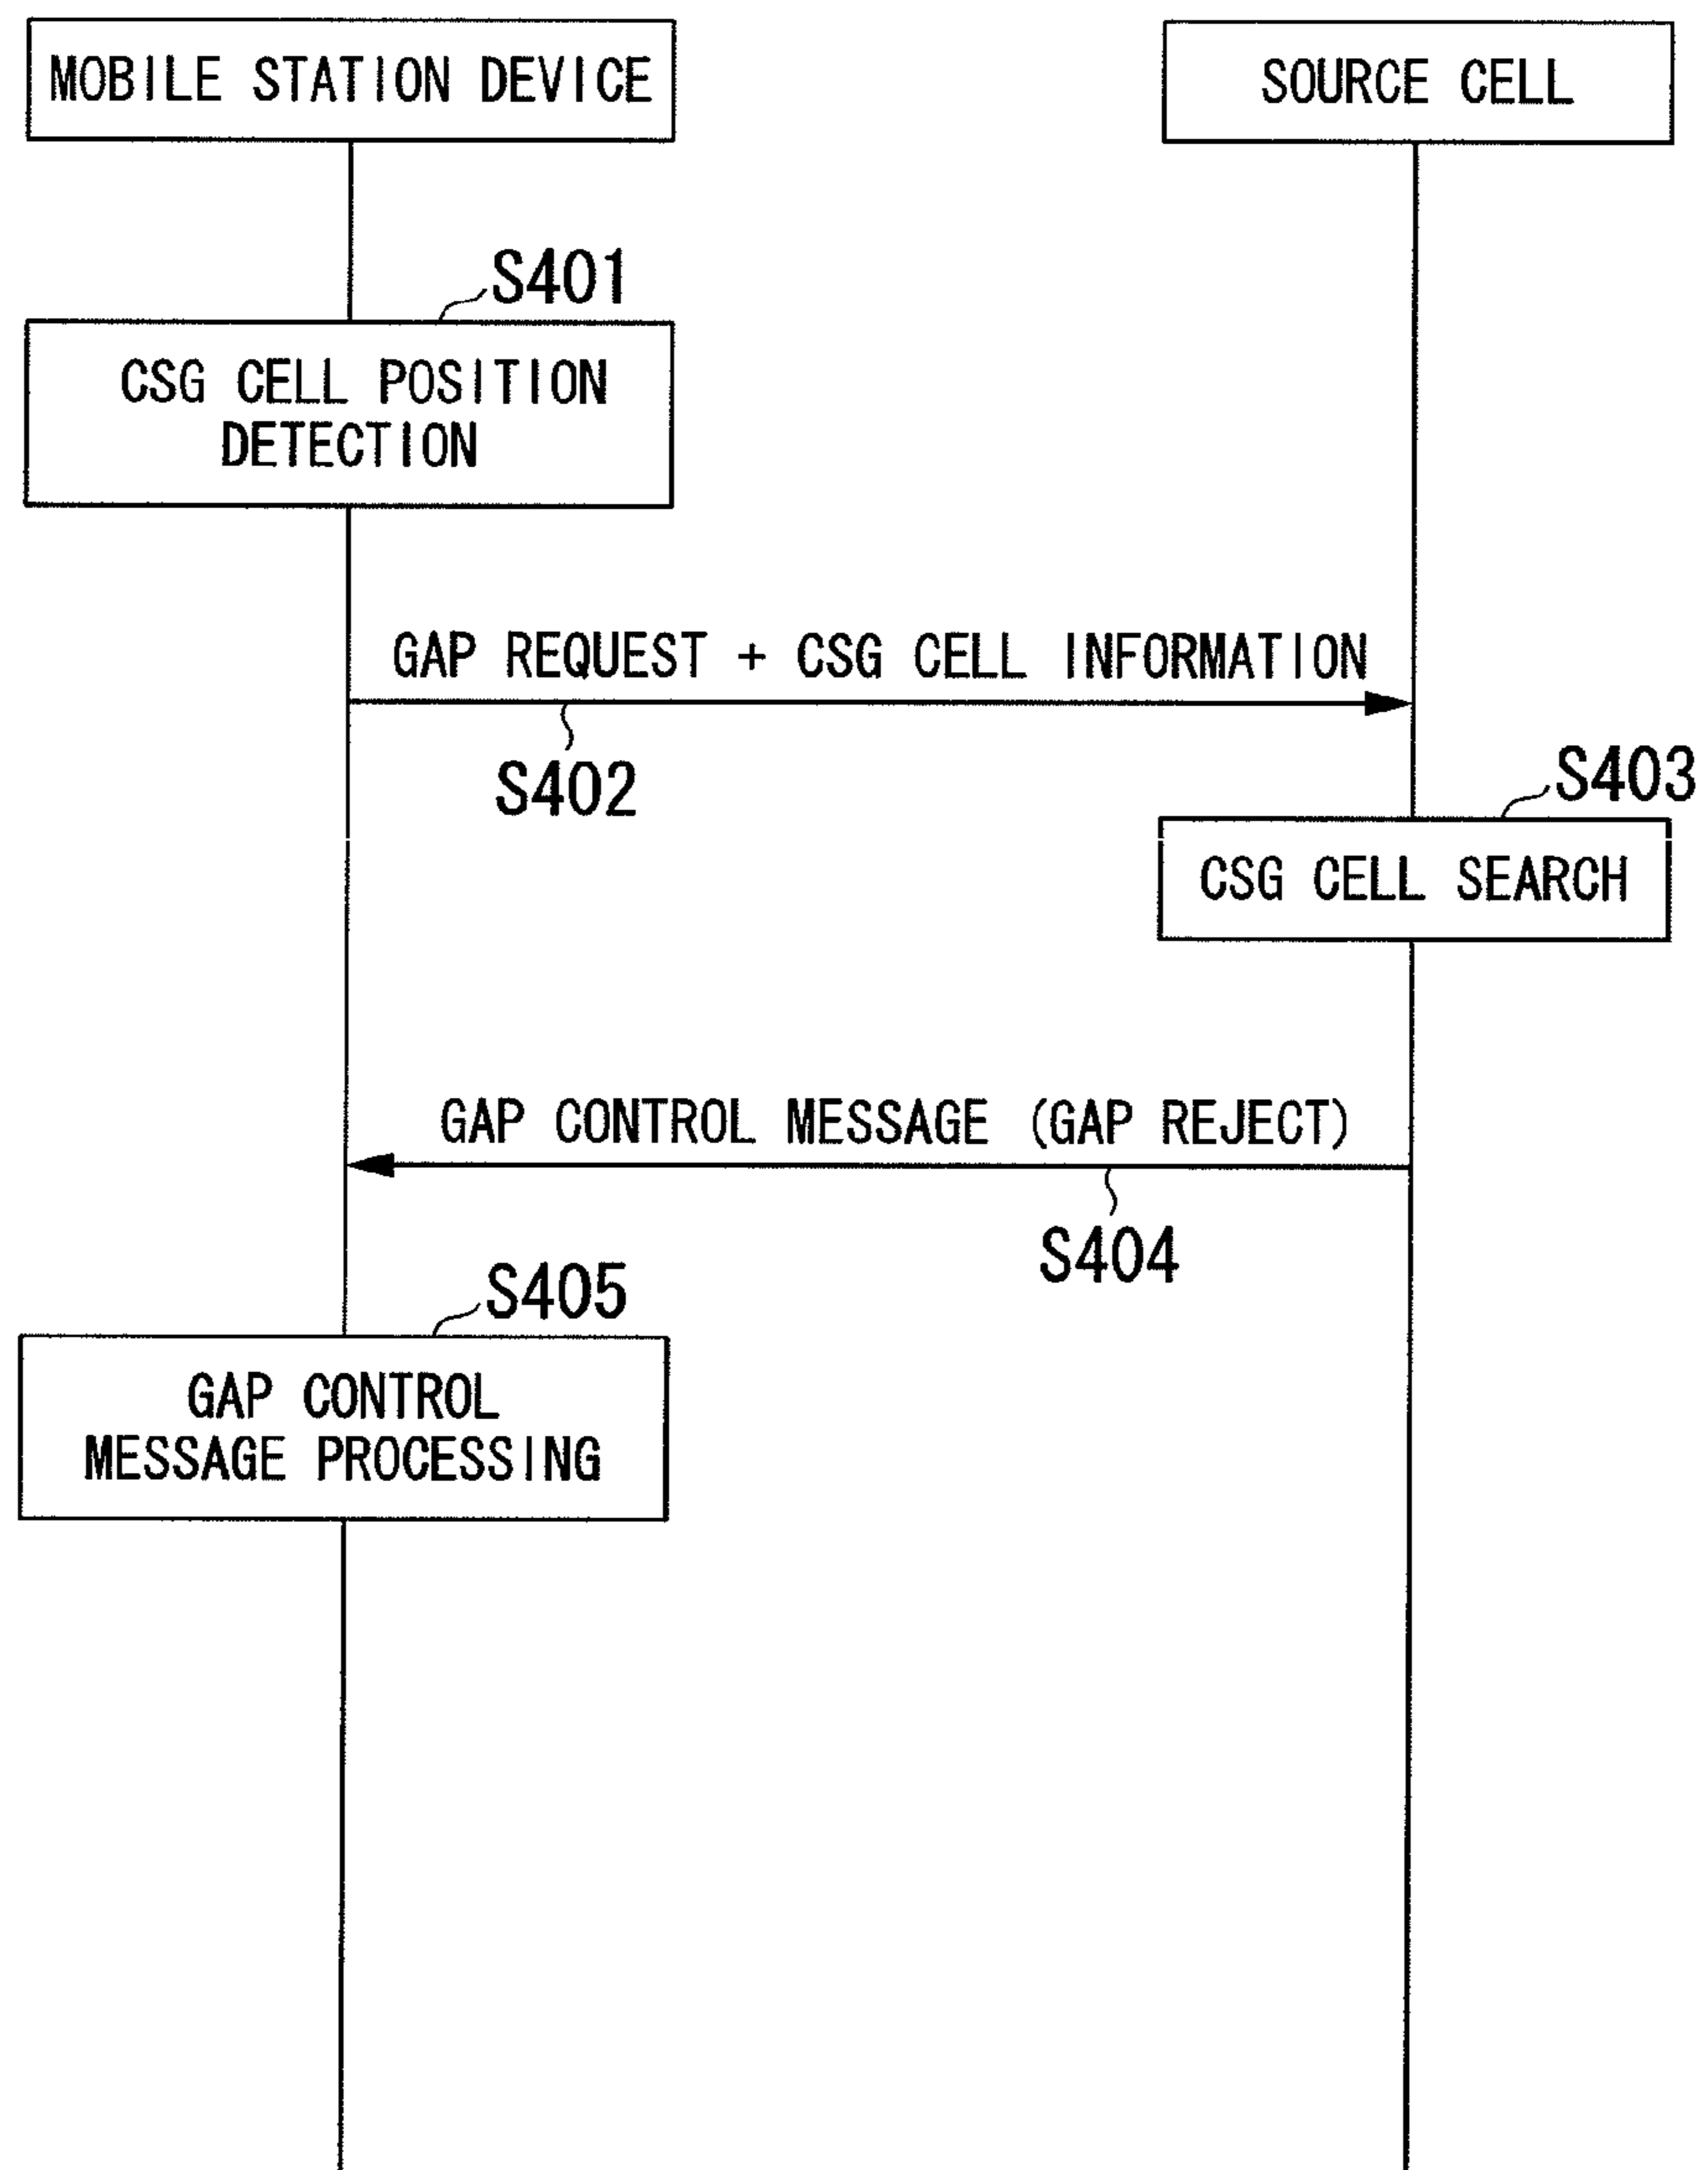 MOBILE STATION DEVICE
SOURCE CELL
S401
CSG CELL POSITION
DETECTION
GAP REQUEST + CSG CELL INFORMATION
S402
S403
CSG CELL SEARCH
GAP CONTROL MESSAGE (GAP REJECT)
S404
S405
GAP CONTROL
MESSAGE PROCESSING